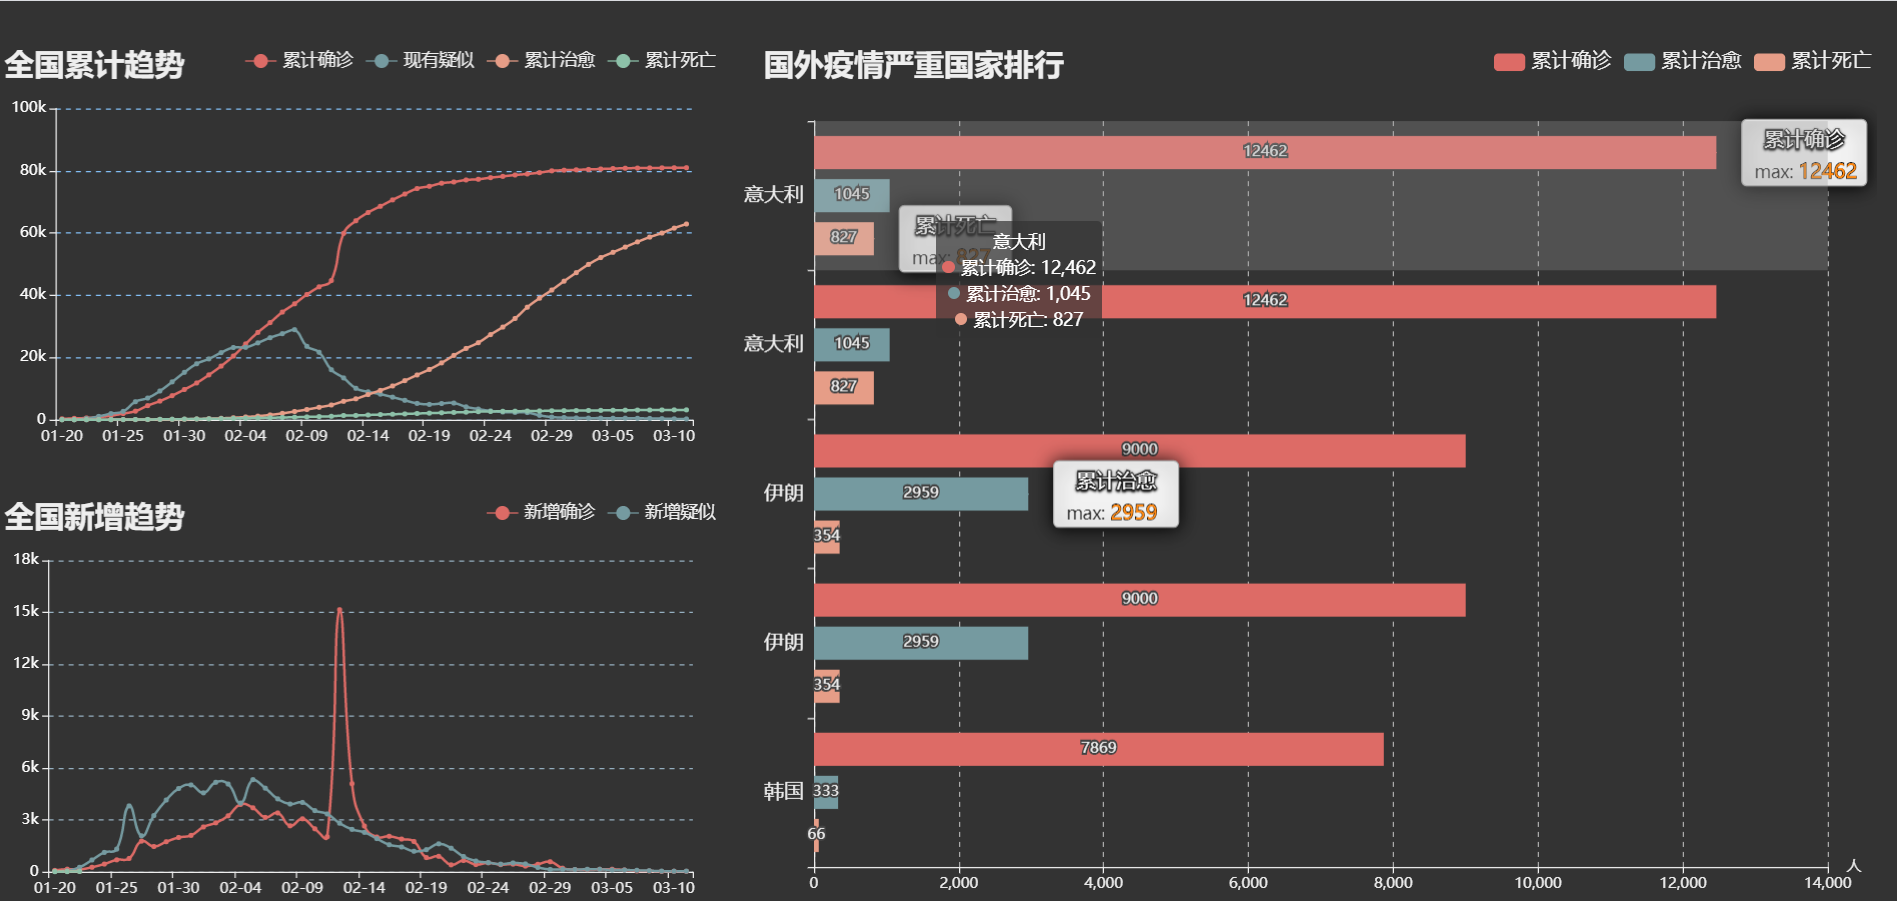 全国累计趋势
累计确诊 现有疑似 累计治愈 累计死亡
100k
80k
60k
40k
20k
0
01-20 01-25 01-30 02-04 02-09 02-14 02-19 02-24 02-29 03-05 03-10
全国新增趋势
新增确诊 新增疑似
18k
15k
12k
9k
6k
3k
0
01-20 01-25 01-30 02-04 02-09 02-14 02-19 02-24 02-29 03-05 03-10
国外疫情严重国家排行
累计确诊 累计治愈 累计死亡
12462
累计确诊
max: 12462
意大利
1045
827
累计死亡
max: 827
意大利
累计确诊: 12,462
累计治愈: 1,045
累计死亡: 827
12462
意大利
1045
827
9000
伊朗
2959
累计治愈
max: 2959
354
9000
伊朗
2959
354
7869
韩国
333
66
人
0 2,000 4,000 6,000 8,000 10,000 12,000 14,000